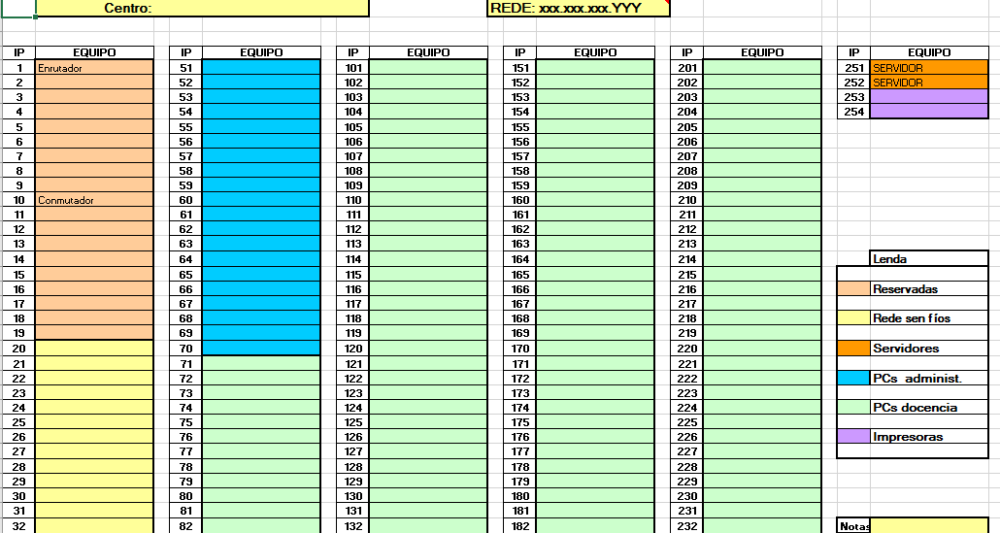 Centro: REDE: xxx.xxx.xxx.YYY
IP EQUIPO IP EQUIPO IP EQUIPO IP EQUIPO IP EQUIPO IP EQUIPO
1 Enrutador 51 101 151 201 251 SERVIDOR
2 52 102 152 202 252 SERVIDOR
3 53 103 153 203 253
4 54 104 154 204 254
5 55 105 155 205
6 56 106 156 206
7 57 107 157 207
8 58 108 158 208
9 59 109 159 209
10 Conmutador 60 110 160 210
11 61 111 161 211
12 62 112 162 212
13 63 113 163 213
14 64 114 164 214 Lenda
15 65 115 165 215
16 66 116 166 216 Reservadas
17 67 117 167 217
18 68 118 168 218 Rede sen fíos
19 69 119 169 219
20 70 120 170 220 Servidores
21 71 121 171 221
22 72 122 172 222 PCs administ.
23 73 123 173 223
24 74 124 174 224 PCs docencia
25 75 125 175 225
26 76 126 176 226 Impresoras
27 77 127 177 227
28 78 128 178 228
29 79 129 179 229
30 80 130 180 230
31 81 131 181 231
32 82 132 182 232 Notas